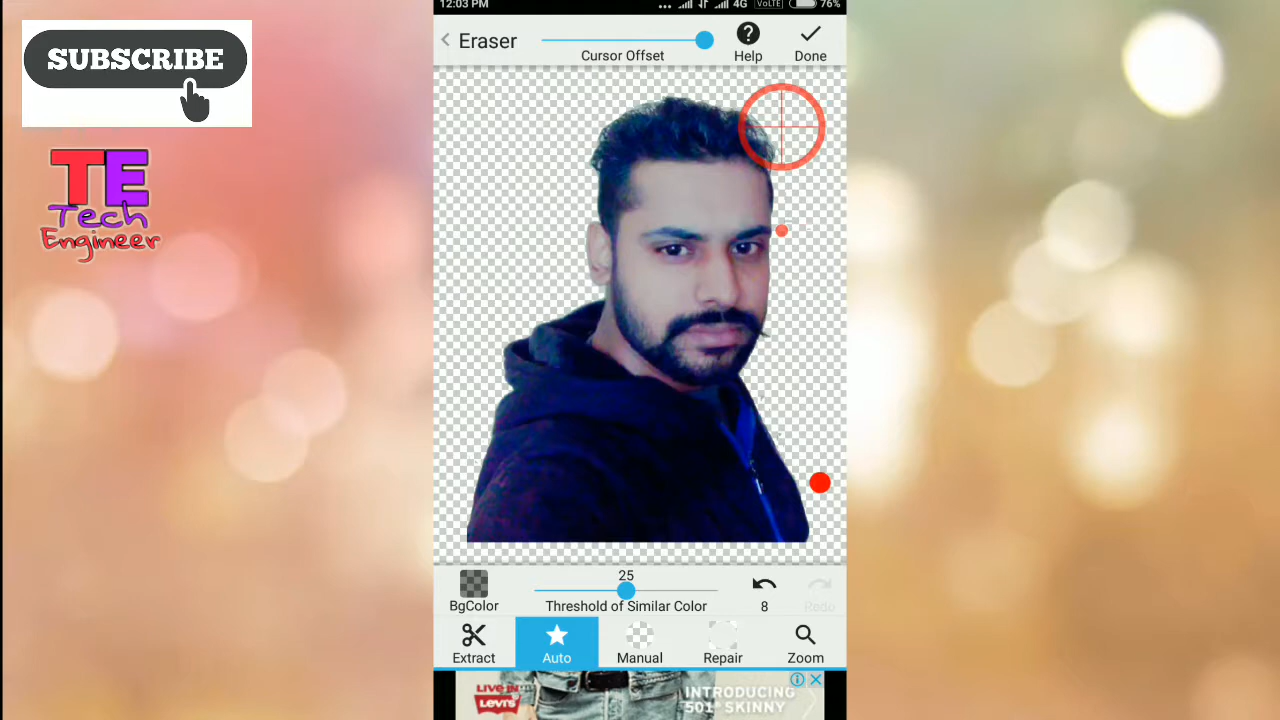 12:03 PM
4G VoLTE 76%
SUBSCRIBE
TE
Tech
Engineer
Eraser
Cursor Offset
Help
Done
25
BgColor
Threshold of Similar Color
8
Redo
Extract
Auto
Manual
Repair
Zoom
LIVE IN
LEVI'S
INTRODUCING
501® SKINNY